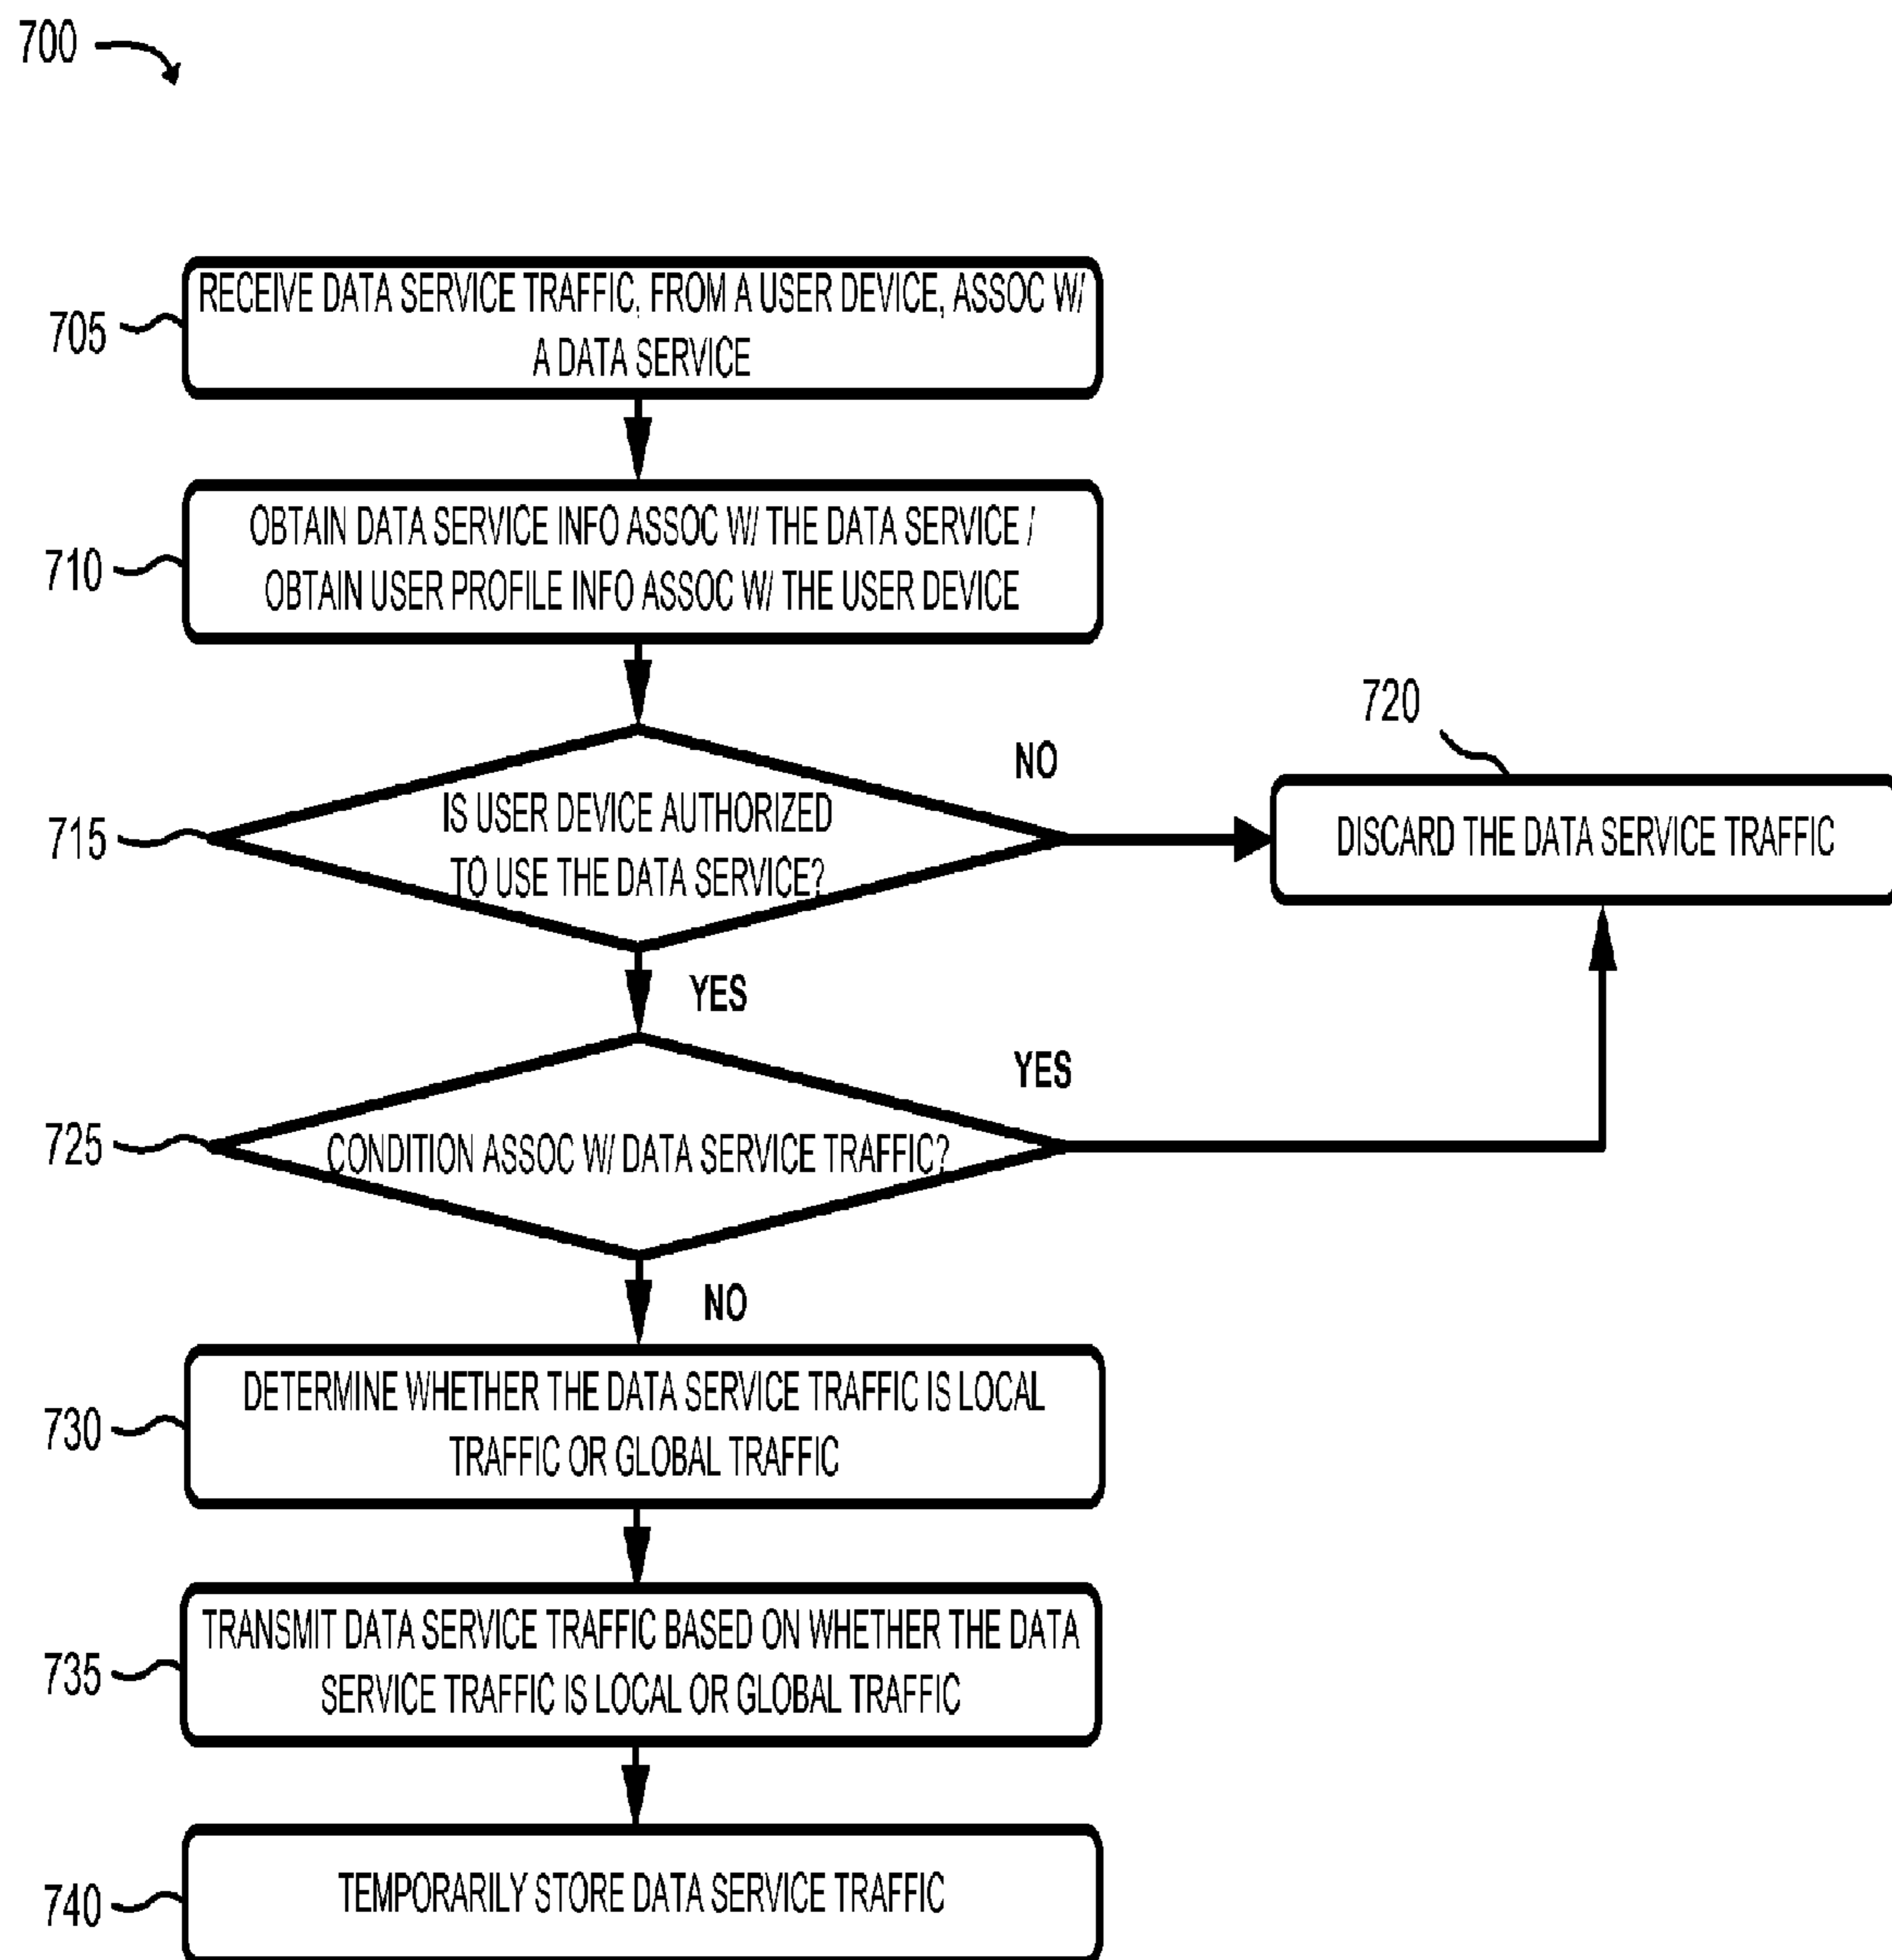 700
705
RECEIVE DATA SERVICE TRAFFIC, FROM A USER DEVICE, ASSOC W/
A DATA SERVICE
710
OBTAIN DATA SERVICE INFO ASSOC W/ THE DATA SERVICE /
OBTAIN USER PROFILE INFO ASSOC W/ THE USER DEVICE
715
IS USER DEVICE AUTHORIZED
TO USE THE DATA SERVICE?
NO
720
DISCARD THE DATA SERVICE TRAFFIC
YES
725
CONDITION ASSOC W/ DATA SERVICE TRAFFIC?
YES
NO
730
DETERMINE WHETHER THE DATA SERVICE TRAFFIC IS LOCAL
TRAFFIC OR GLOBAL TRAFFIC
735
TRANSMIT DATA SERVICE TRAFFIC BASED ON WHETHER THE DATA
SERVICE TRAFFIC IS LOCAL OR GLOBAL TRAFFIC
740
TEMPORARILY STORE DATA SERVICE TRAFFIC